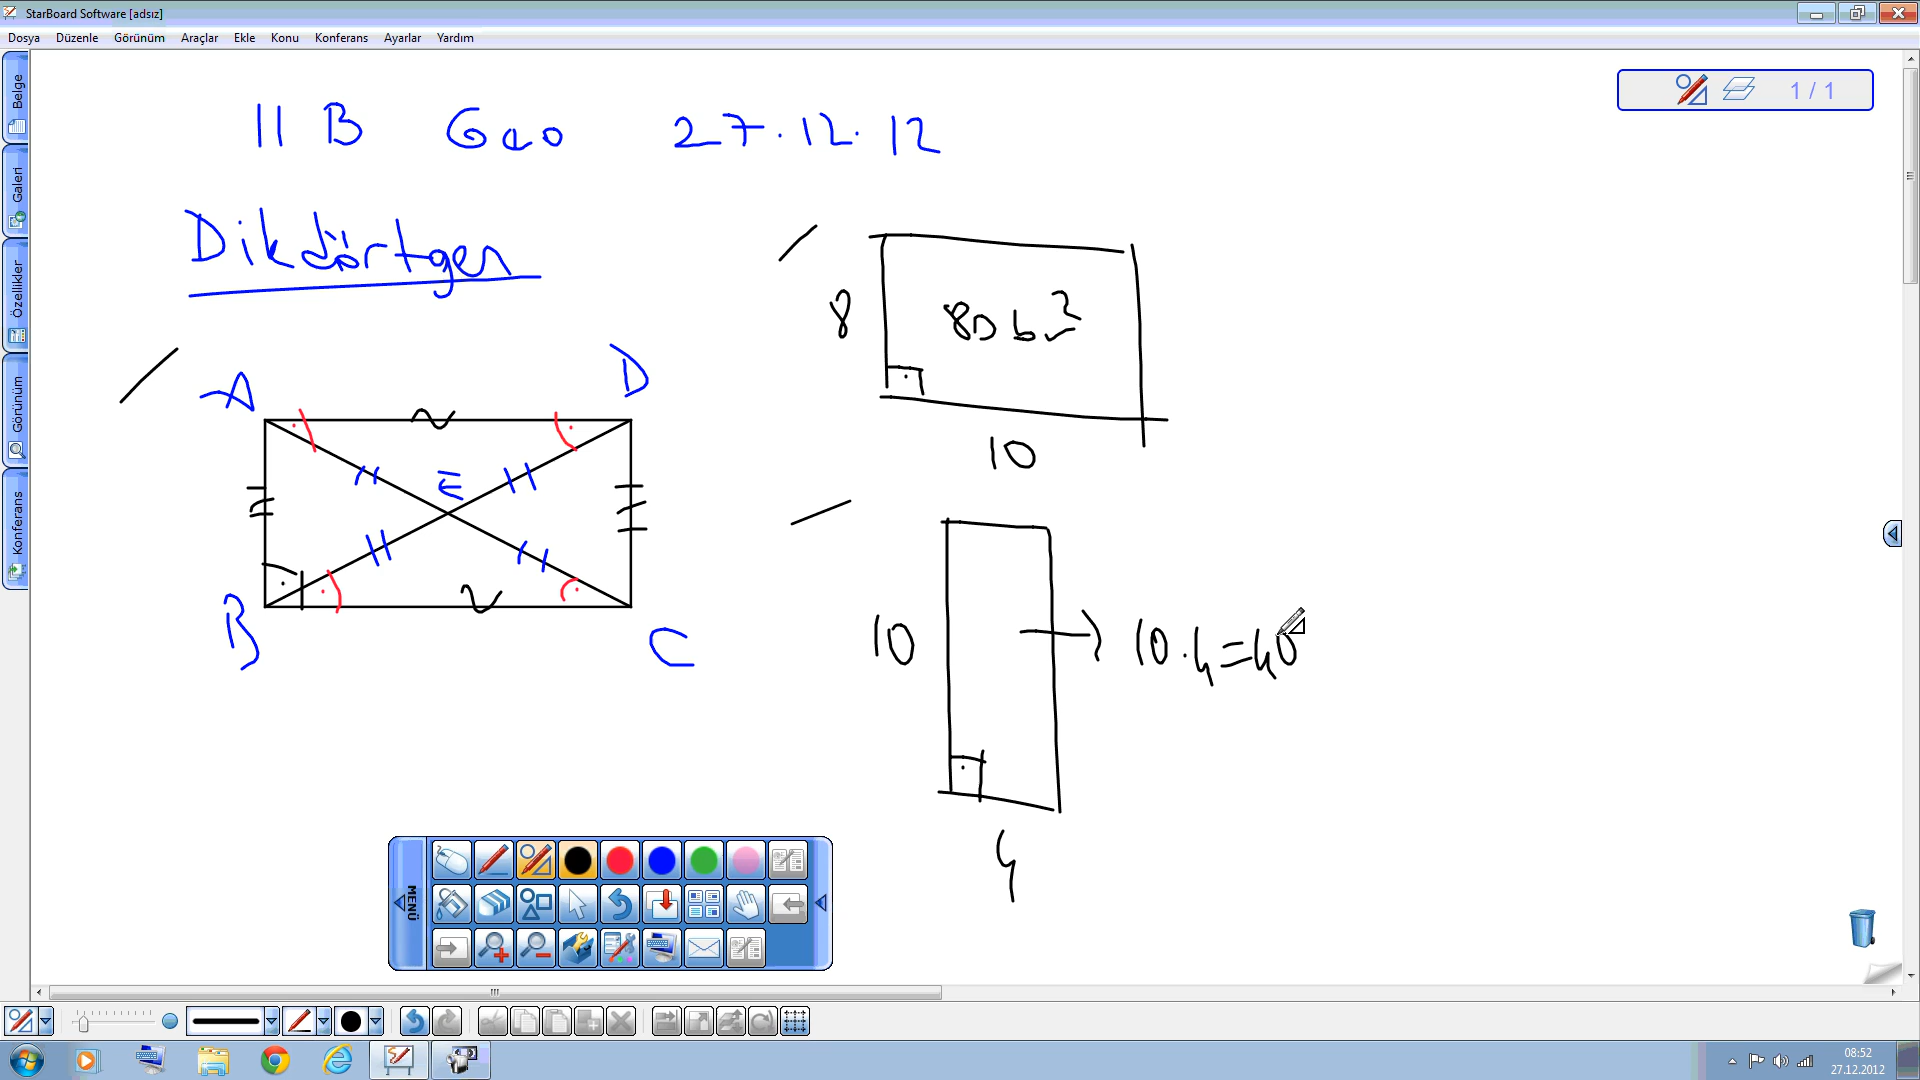 StarBoard Software [adsız]
Dosya Düzenle Görünüm Araçlar Ekle Konu Konferans Ayarlar Yardım
Belge
Galeri
Özellikler
Görünüm
Konferans
1 / 1
11 B Geo 27.12.12
Dikdörtgen
A D
E
B C
8 80 b²
10
10 10.4=40
4
MENÜ
08:52
27.12.2012